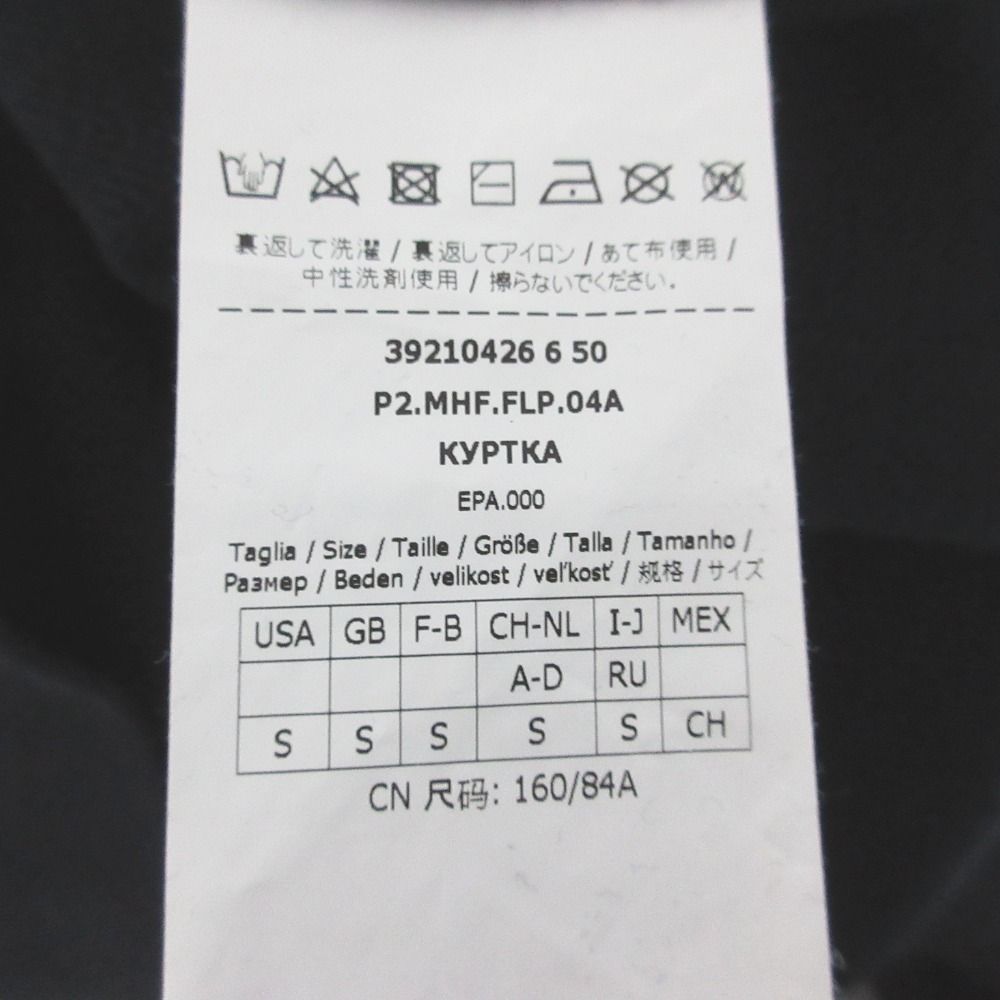 裏返して洗濯 / 裏返してアイロン / あて布使用 /
中性洗剤使用 / 擦らないでください。
39210426 6 50
P2.MHF.FLP.04A
КУРТКА
EPA.000
Taglia / Size / Taille / Größe / Talla / Tamanho /
Размер / Beden / velikost / vel'kost' / 规格 / サイズ
USA GB F-B CH-NL I-J MEX
A-D RU
S S S S S CH
CN 尺码: 160/84A